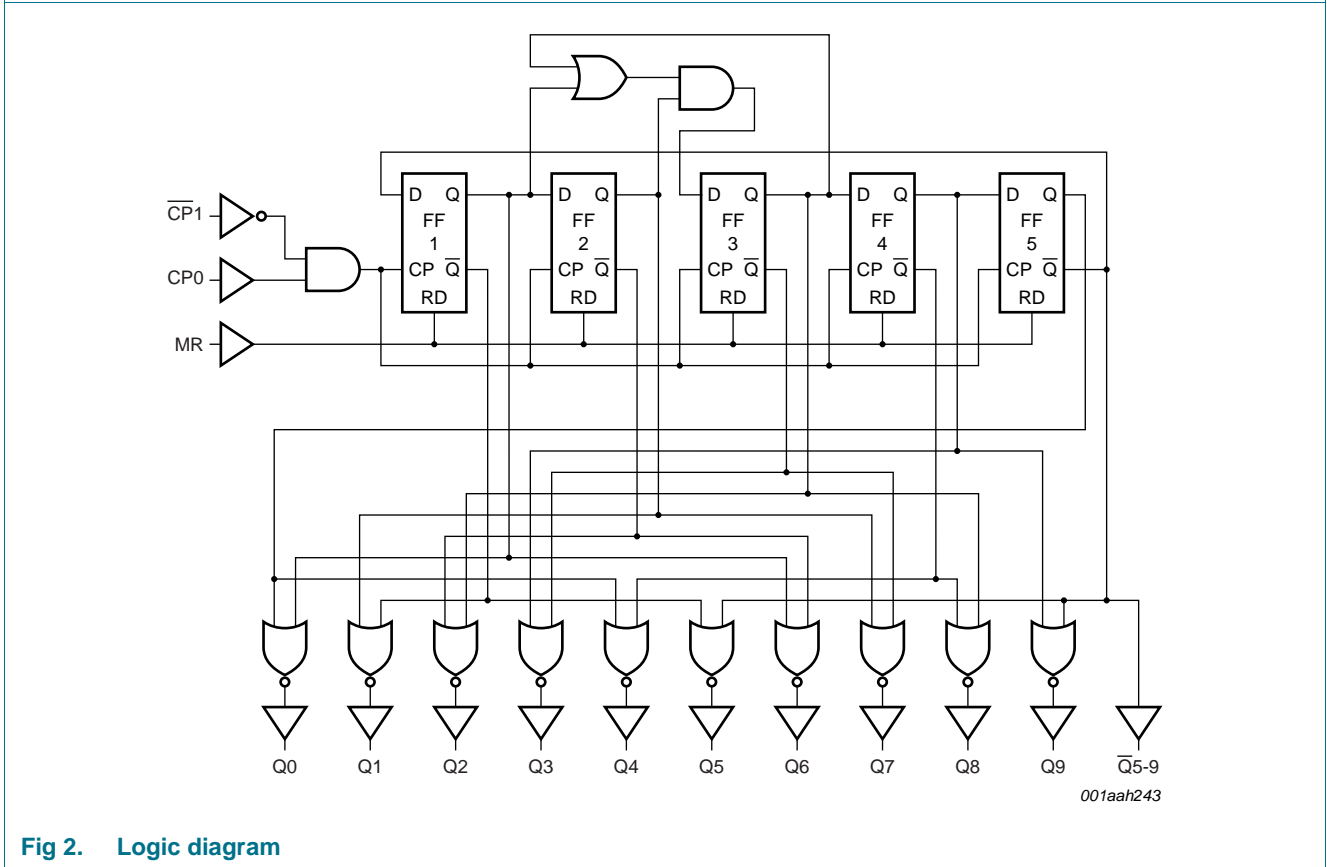 D Q D Q D Q D Q D Q
FF FF FF FF FF
1 2 3 4 5
CP Q̅ CP Q̅ CP Q̅ CP Q̅ CP Q̅
RD RD RD RD RD
C̅P̅1
CP0
MR
Q0 Q1 Q2 Q3 Q4 Q5 Q6 Q7 Q8 Q9 Q̅5-9
001aah243
Fig 2. Logic diagram